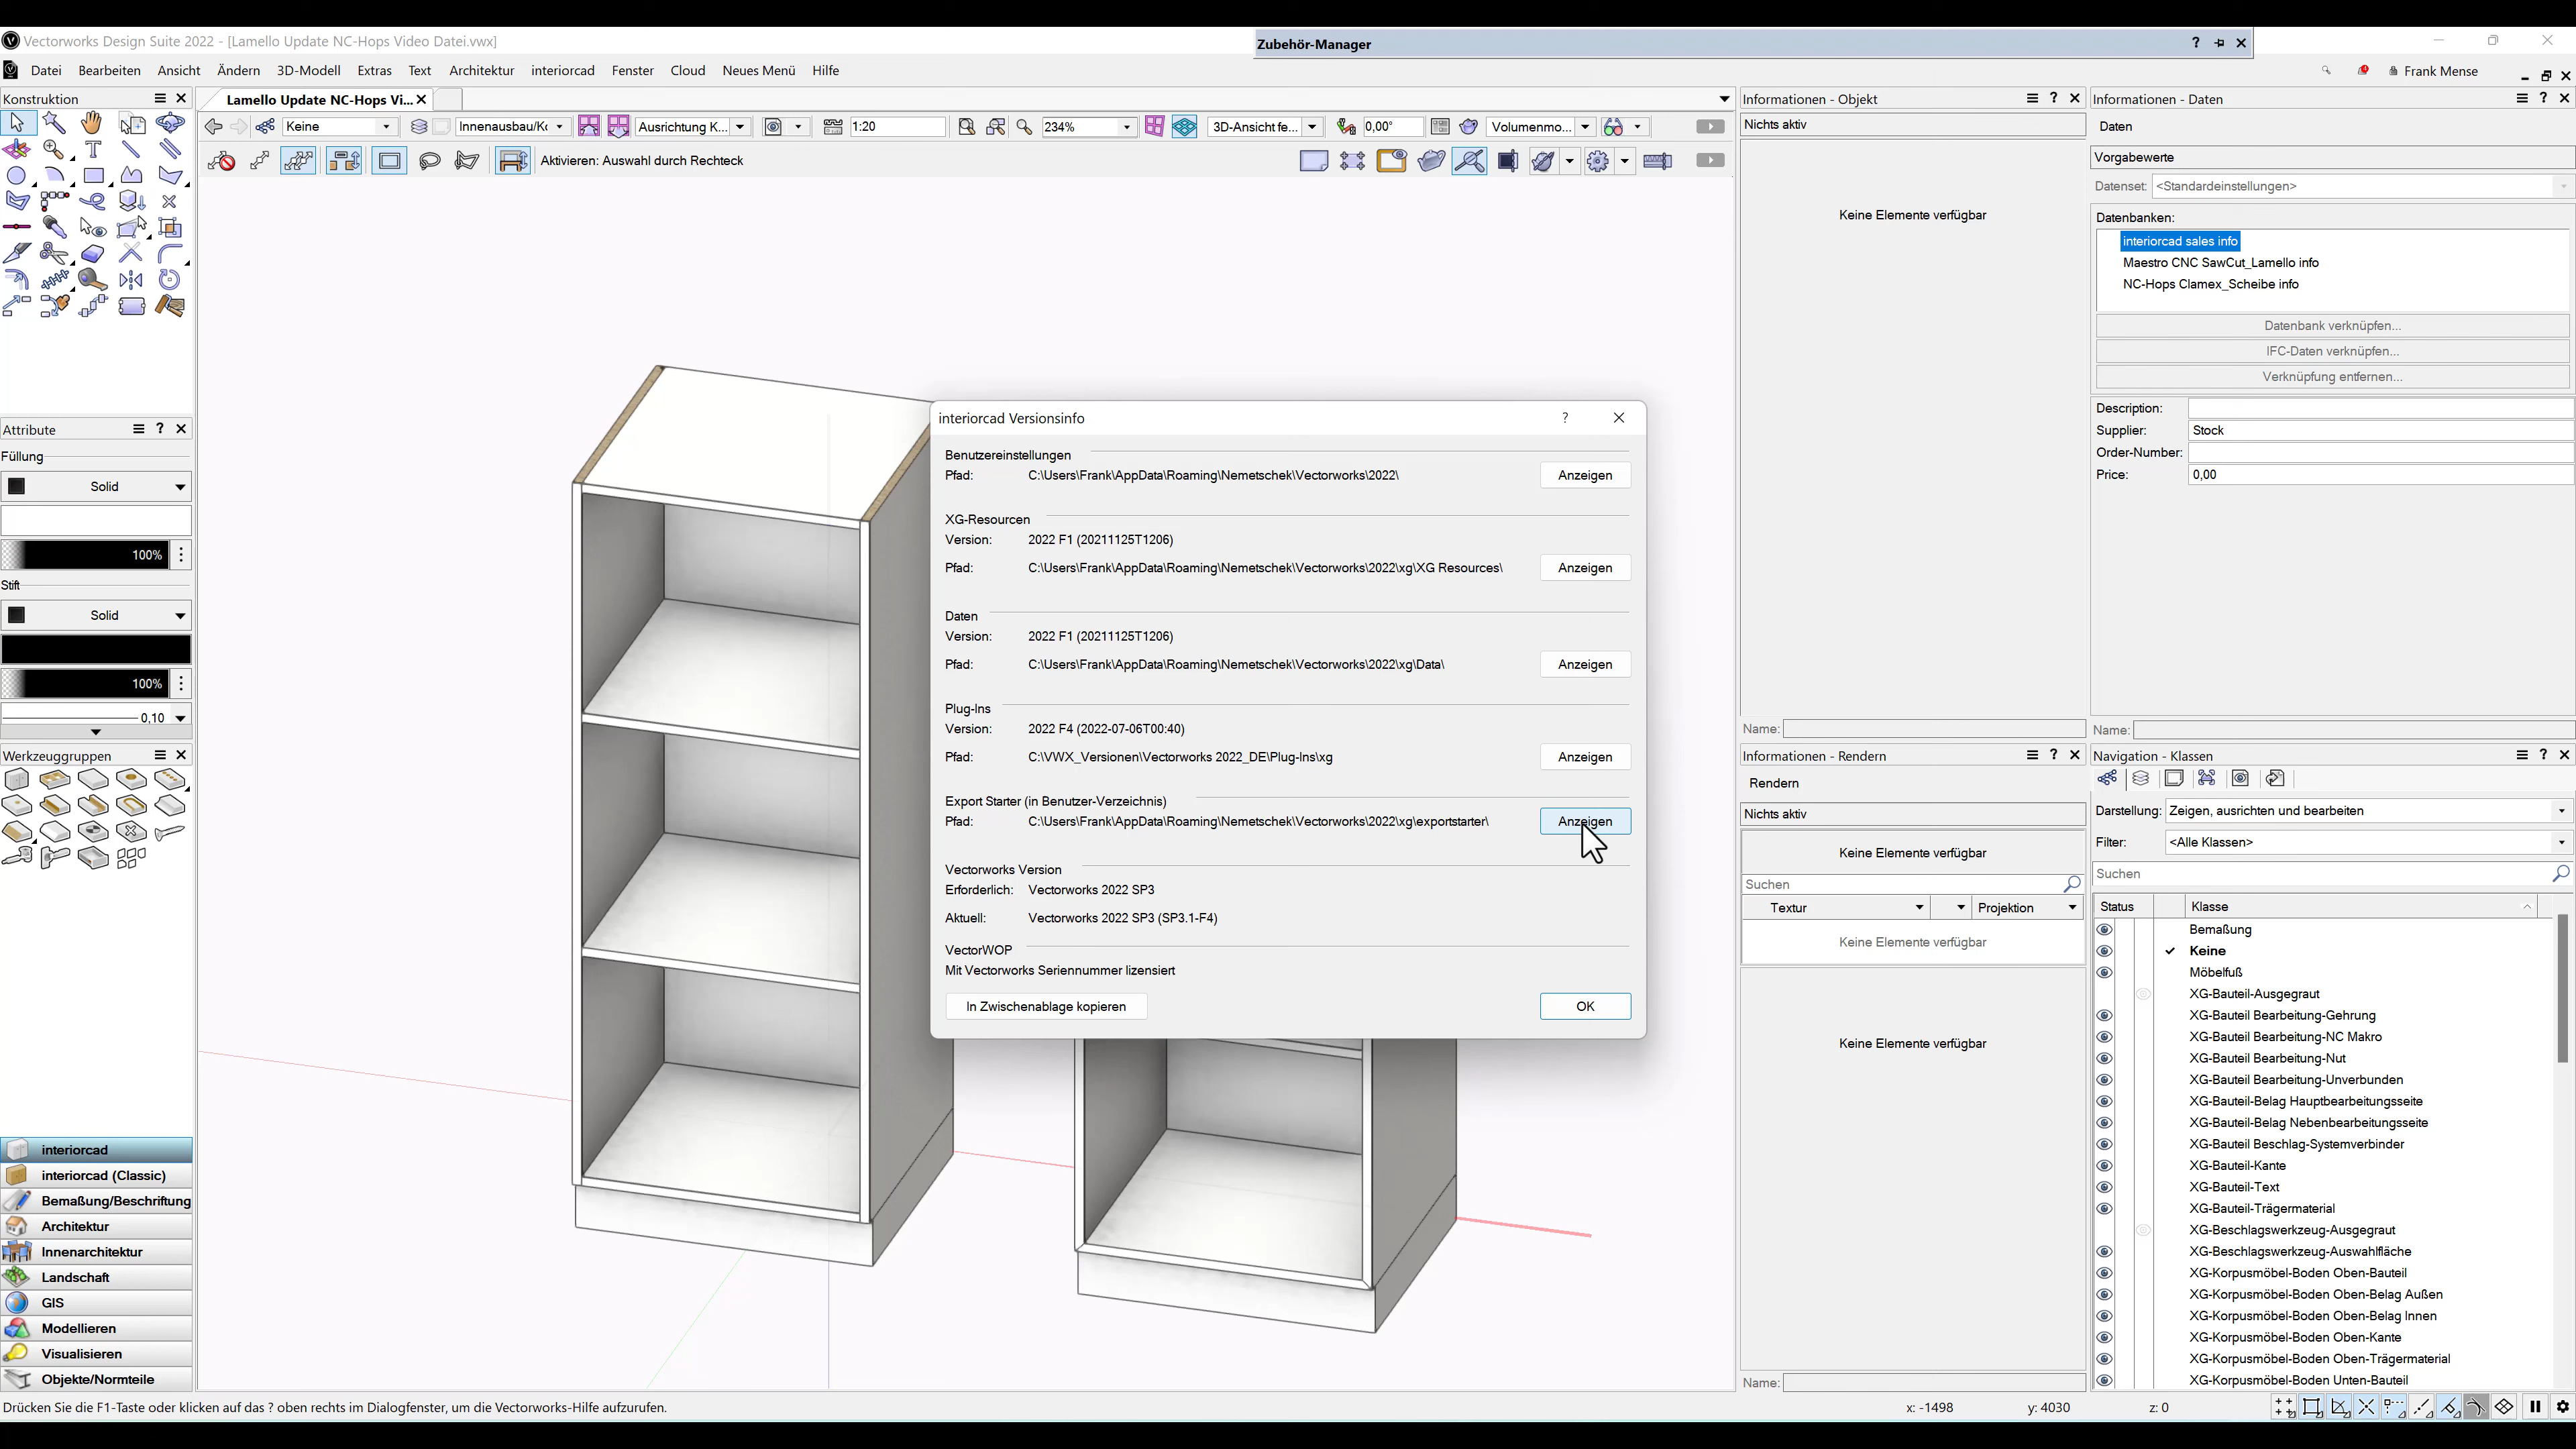 Vectorworks Design Suite 2022 - [Lamello Update NC-Hops Video Datei.vwx]
Zubehör-Manager
Datei Bearbeiten Ansicht Ändern 3D-Modell Extras Text Architektur interiorcad Fenster Cloud Neues Menü Hilfe
Frank Mense
Konstruktion
Lamello Update NC-Hops Vi...
Keine
Innenausbau/Kc
Ausrichtung K...
1:20
234%
3D-Ansicht fe...
0,00°
Volumenmo...
Aktivieren: Auswahl durch Rechteck
Attribute
Füllung
Solid
100%
Stift
Solid
100%
0,10
Werkzeuggruppen
interiorcad
interiorcad (Classic)
Bemaßung/Beschriftung
Architektur
Innenarchitektur
Landschaft
GIS
Modellieren
Visualisieren
Objekte/Normteile
interiorcad Versionsinfo
Benutzereinstellungen
Pfad: C:\Users\Frank\AppData\Roaming\Nemetschek\Vectorworks\2022\ Anzeigen
XG-Resourcen
Version: 2022 F1 (20211125T1206)
Pfad: C:\Users\Frank\AppData\Roaming\Nemetschek\Vectorworks\2022\xg\XG Resources\ Anzeigen
Daten
Version: 2022 F1 (20211125T1206)
Pfad: C:\Users\Frank\AppData\Roaming\Nemetschek\Vectorworks\2022\xg\Data\ Anzeigen
Plug-Ins
Version: 2022 F4 (2022-07-06T00:40)
Pfad: C:\VWX_Versionen\Vectorworks 2022_DE\Plug-Ins\xg Anzeigen
Export Starter (in Benutzer-Verzeichnis)
Pfad: C:\Users\Frank\AppData\Roaming\Nemetschek\Vectorworks\2022\xg\exportstarter\ Anzeigen
Vectorworks Version
Erforderlich: Vectorworks 2022 SP3
Aktuell: Vectorworks 2022 SP3 (SP3.1-F4)
VectorWOP
Mit Vectorworks Seriennummer lizensiert
In Zwischenablage kopieren OK
Informationen - Objekt
Nichts aktiv
Keine Elemente verfügbar
Name:
Informationen - Rendern
Rendern
Nichts aktiv
Keine Elemente verfügbar
Suchen
Textur Projektion
Keine Elemente verfügbar
Keine Elemente verfügbar
Name:
Informationen - Daten
Daten
Vorgabewerte
Datenset: <Standardeinstellungen>
Datenbanken:
interiorcad sales info
Maestro CNC SawCut_Lamello info
NC-Hops Clamex_Scheibe info
Datenbank verknüpfen...
IFC-Daten verknüpfen...
Verknüpfung entfernen...
Description:
Supplier: Stock
Order-Number:
Price: 0,00
Name:
Navigation - Klassen
Darstellung: Zeigen, ausrichten und bearbeiten
Filter: <Alle Klassen>
Suchen
Status Klasse
Bemaßung
Keine
Möbelfuß
XG-Bauteil-Ausgegraut
XG-Bauteil Bearbeitung-Gehrung
XG-Bauteil Bearbeitung-NC Makro
XG-Bauteil Bearbeitung-Nut
XG-Bauteil Bearbeitung-Unverbunden
XG-Bauteil-Belag Hauptbearbeitungsseite
XG-Bauteil-Belag Nebenbearbeitungsseite
XG-Bauteil Beschlag-Systemverbinder
XG-Bauteil-Kante
XG-Bauteil-Text
XG-Bauteil-Trägermaterial
XG-Beschlagswerkzeug-Ausgegraut
XG-Beschlagswerkzeug-Auswahlfläche
XG-Korpusmöbel-Boden Oben-Bauteil
XG-Korpusmöbel-Boden Oben-Belag Außen
XG-Korpusmöbel-Boden Oben-Belag Innen
XG-Korpusmöbel-Boden Oben-Kante
XG-Korpusmöbel-Boden Oben-Trägermaterial
XG-Korpusmöbel-Boden Unten-Bauteil
Drücken Sie die F1-Taste oder klicken auf das ? oben rechts im Dialogfenster, um die Vectorworks-Hilfe aufzurufen.
x: -1498 y: 4030 z: 0